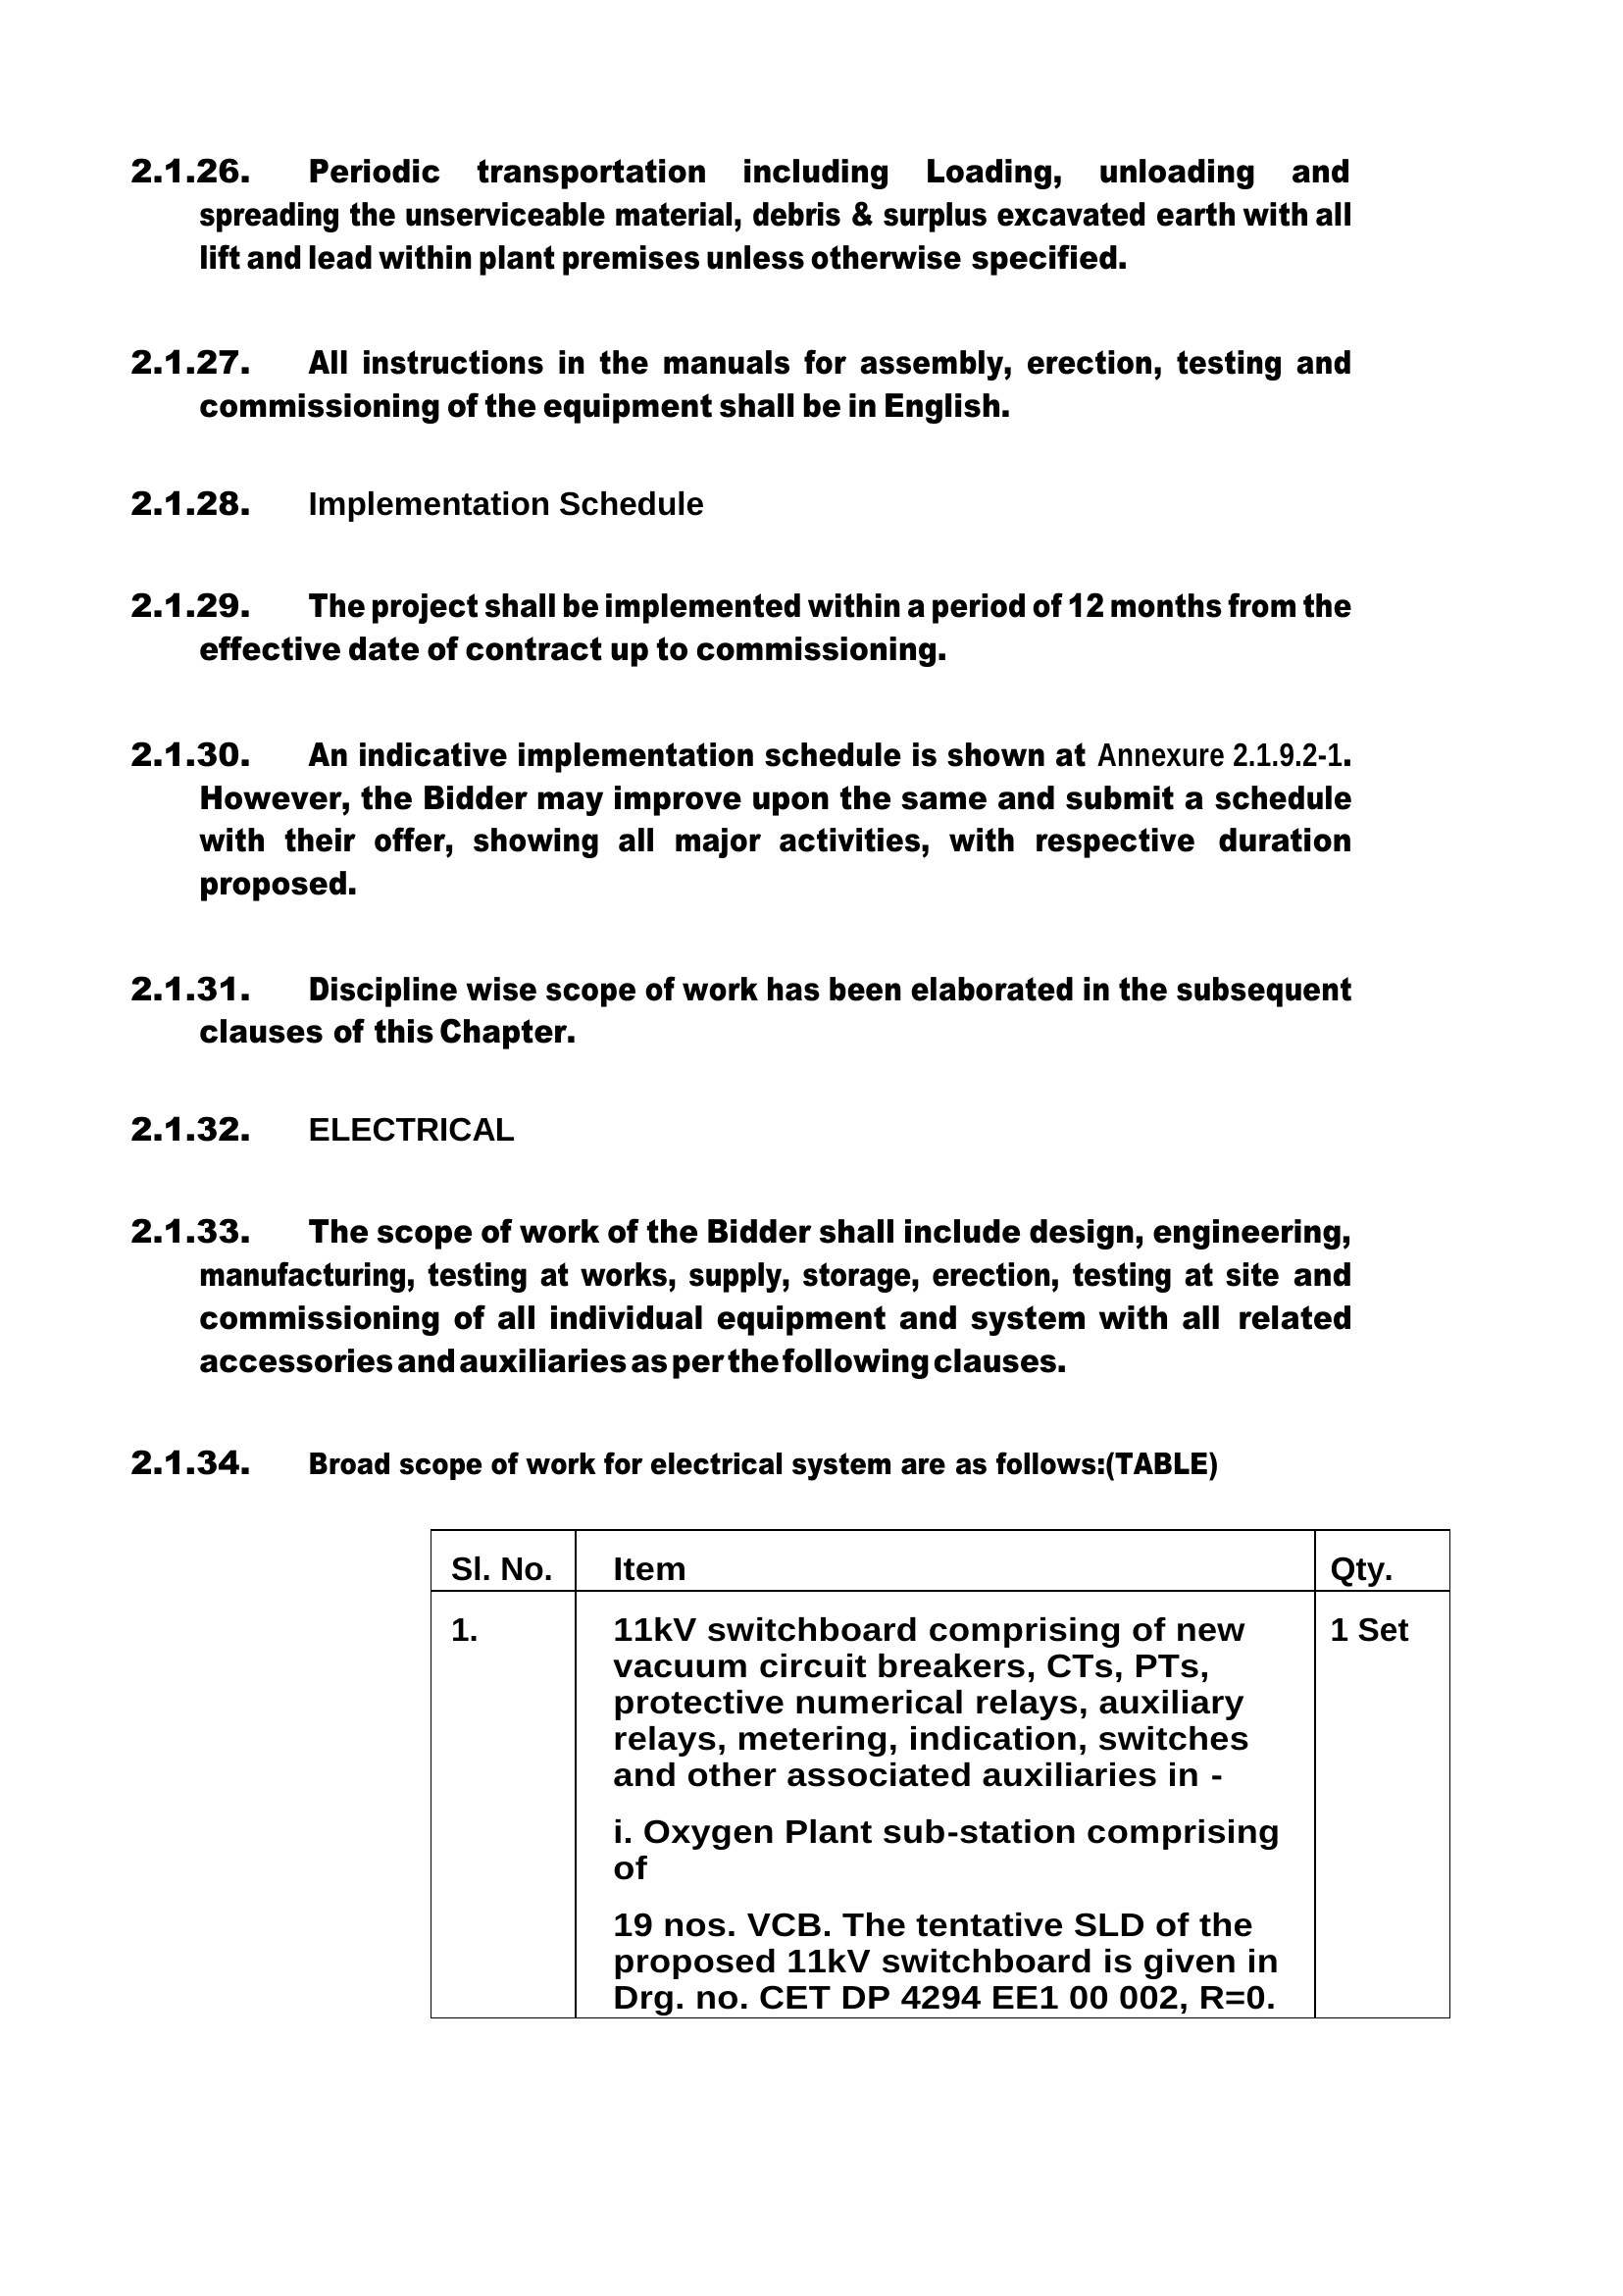 2.1.26. Periodic transportation including Loading, unloading and
spreading the unserviceable material, debris & surplus excavated earth with all
lift and lead within plant premises unless otherwise specified.
2.1.27. All instructions in the manuals for assembly, erection, testing and
commissioning of the equipment shall be in English.
2.1.28. Implementation Schedule
2.1.29. The project shall be implemented within a period of 12 months from the
effective date of contract up to commissioning.
2.1.30. An indicative implementation schedule is shown at Annexure 2.1.9.2-1.
However, the Bidder may improve upon the same and submit a schedule
with their offer, showing all major activities, with respective duration
proposed.
2.1.31. Discipline wise scope of work has been elaborated in the subsequent
clauses of this Chapter.
2.1.32. ELECTRICAL
2.1.33. The scope of work of the Bidder shall include design, engineering,
manufacturing, testing at works, supply, storage, erection, testing at site and
commissioning of all individual equipment and system with all related
accessories and auxiliaries as per the following clauses.
2.1.34. Broad scope of work for electrical system are as follows:(TABLE)
Sl. No. Item Qty.
1. 11kV switchboard comprising of new 1 Set
vacuum circuit breakers, CTs, PTs,
protective numerical relays, auxiliary
relays, metering, indication, switches
and other associated auxiliaries in -
i. Oxygen Plant sub-station comprising
of
19 nos. VCB. The tentative SLD of the
proposed 11kV switchboard is given in
Drg. no. CET DP 4294 EE1 00 002, R=0.